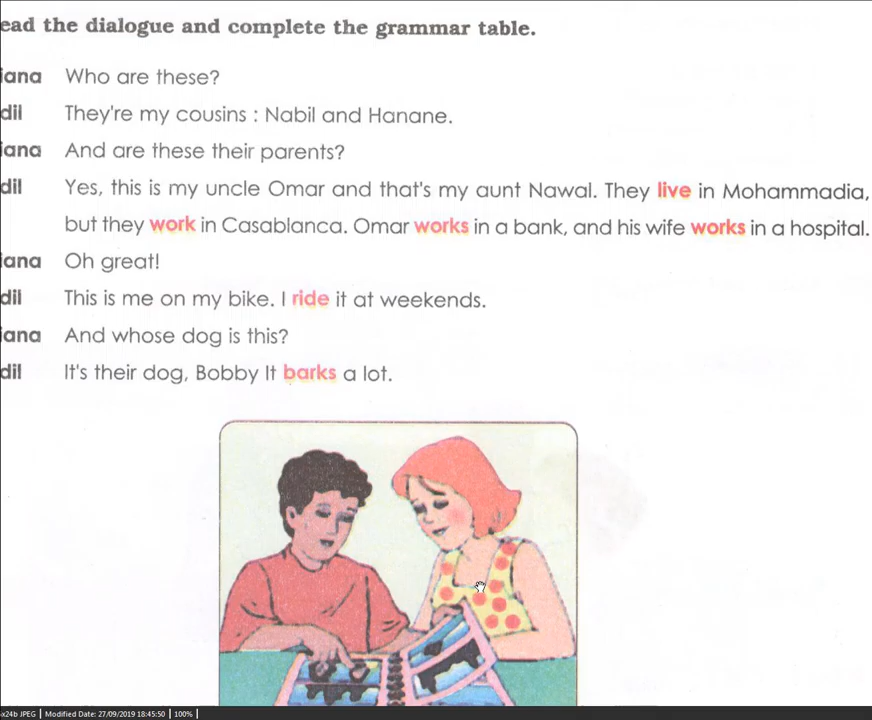 ead the dialogue and complete the grammar table.
iana Who are these?
dil They're my cousins : Nabil and Hanane.
iana And are these their parents?
dil Yes, this is my uncle Omar and that's my aunt Nawal. They live in Mohammadia,
but they work in Casablanca. Omar works in a bank, and his wife works in a hospital.
iana Oh great!
dil This is me on my bike. I ride it at weekends.
iana And whose dog is this?
dil It's their dog, Bobby It barks a lot.
x24b JPEG | Modified Date: 27/09/2019 18:45:50 | 100% |